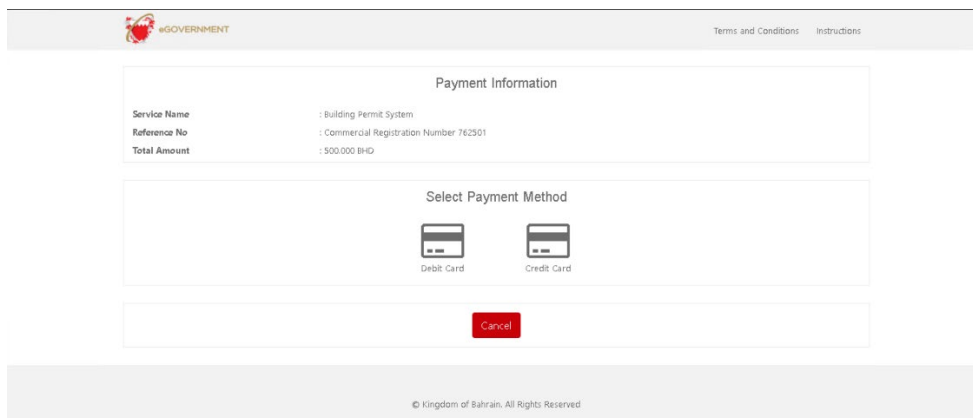 eGOVERNMENT
Terms and Conditions Instructions
Payment Information
Service Name : Building Permit System
Reference No : Commercial Registration Number 762501
Total Amount : 500.000 BHD
Select Payment Method
Debit Card Credit Card
Cancel
© Kingdom of Bahrain. All Rights Reserved